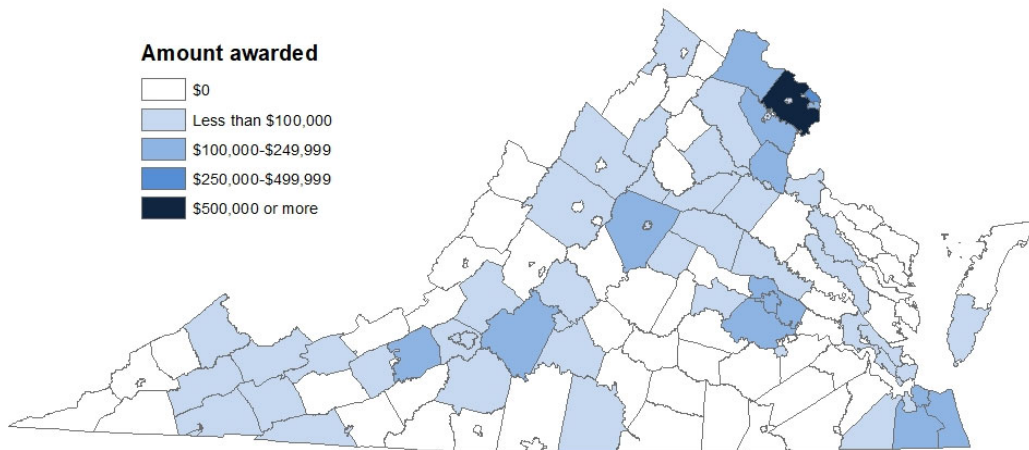 Amount awarded
$0
Less than $100,000
$100,000-$249,999
$250,000-$499,999
$500,000 or more